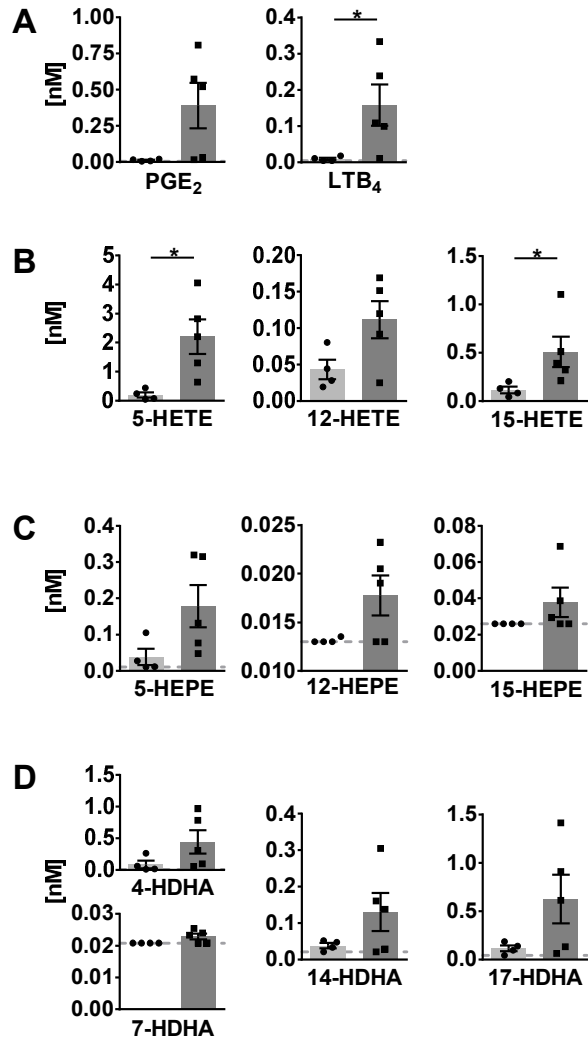 A
[nM]
1.00
0.75
0.50
0.25
0.00
PGE2
0.4
0.3
0.2
0.1
0.0
*
LTB4
B
[nM]
5
4
3
2
1
0
*
5-HETE
0.20
0.15
0.10
0.05
0.00
12-HETE
1.5
1.0
0.5
0.0
*
15-HETE
C
[nM]
0.4
0.3
0.2
0.1
0.0
5-HEPE
0.025
0.020
0.015
0.010
12-HEPE
0.08
0.06
0.04
0.02
0.00
15-HEPE
D
[nM]
1.5
1.0
0.5
0.0
4-HDHA
0.03
0.02
0.01
0.00
7-HDHA
0.4
0.3
0.2
0.1
0.0
14-HDHA
1.5
1.0
0.5
0.0
17-HDHA